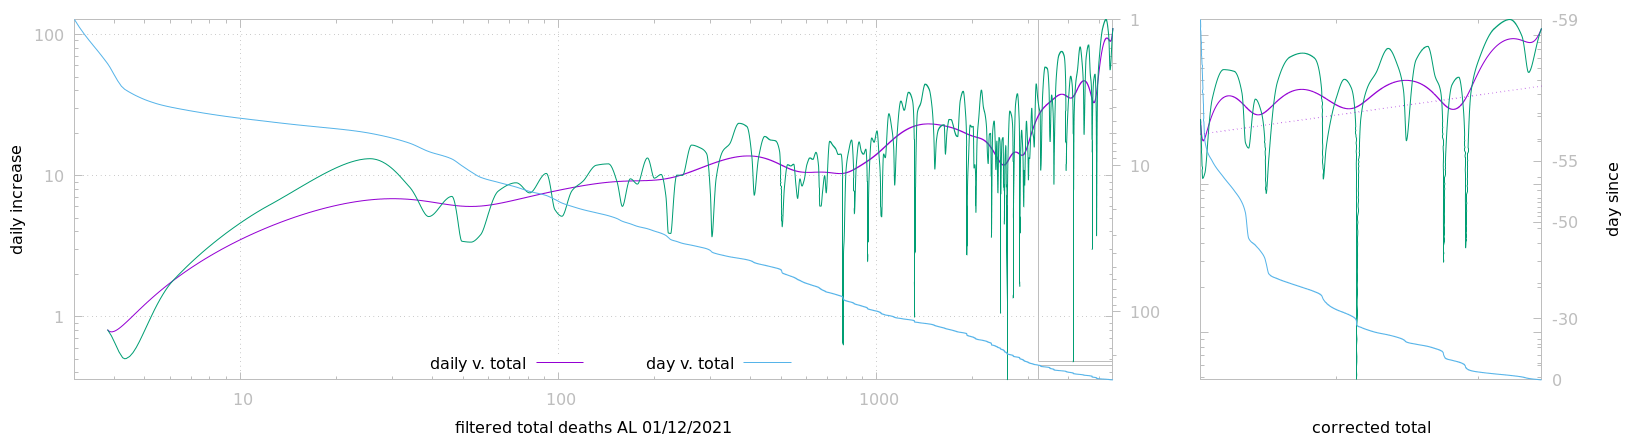 100
10
1
daily increase
10
100
1000
1
10
100
daily v. total
day v. total
filtered total deaths AL 01/12/2021
-59
-55
-50
-30
0
day since
corrected total